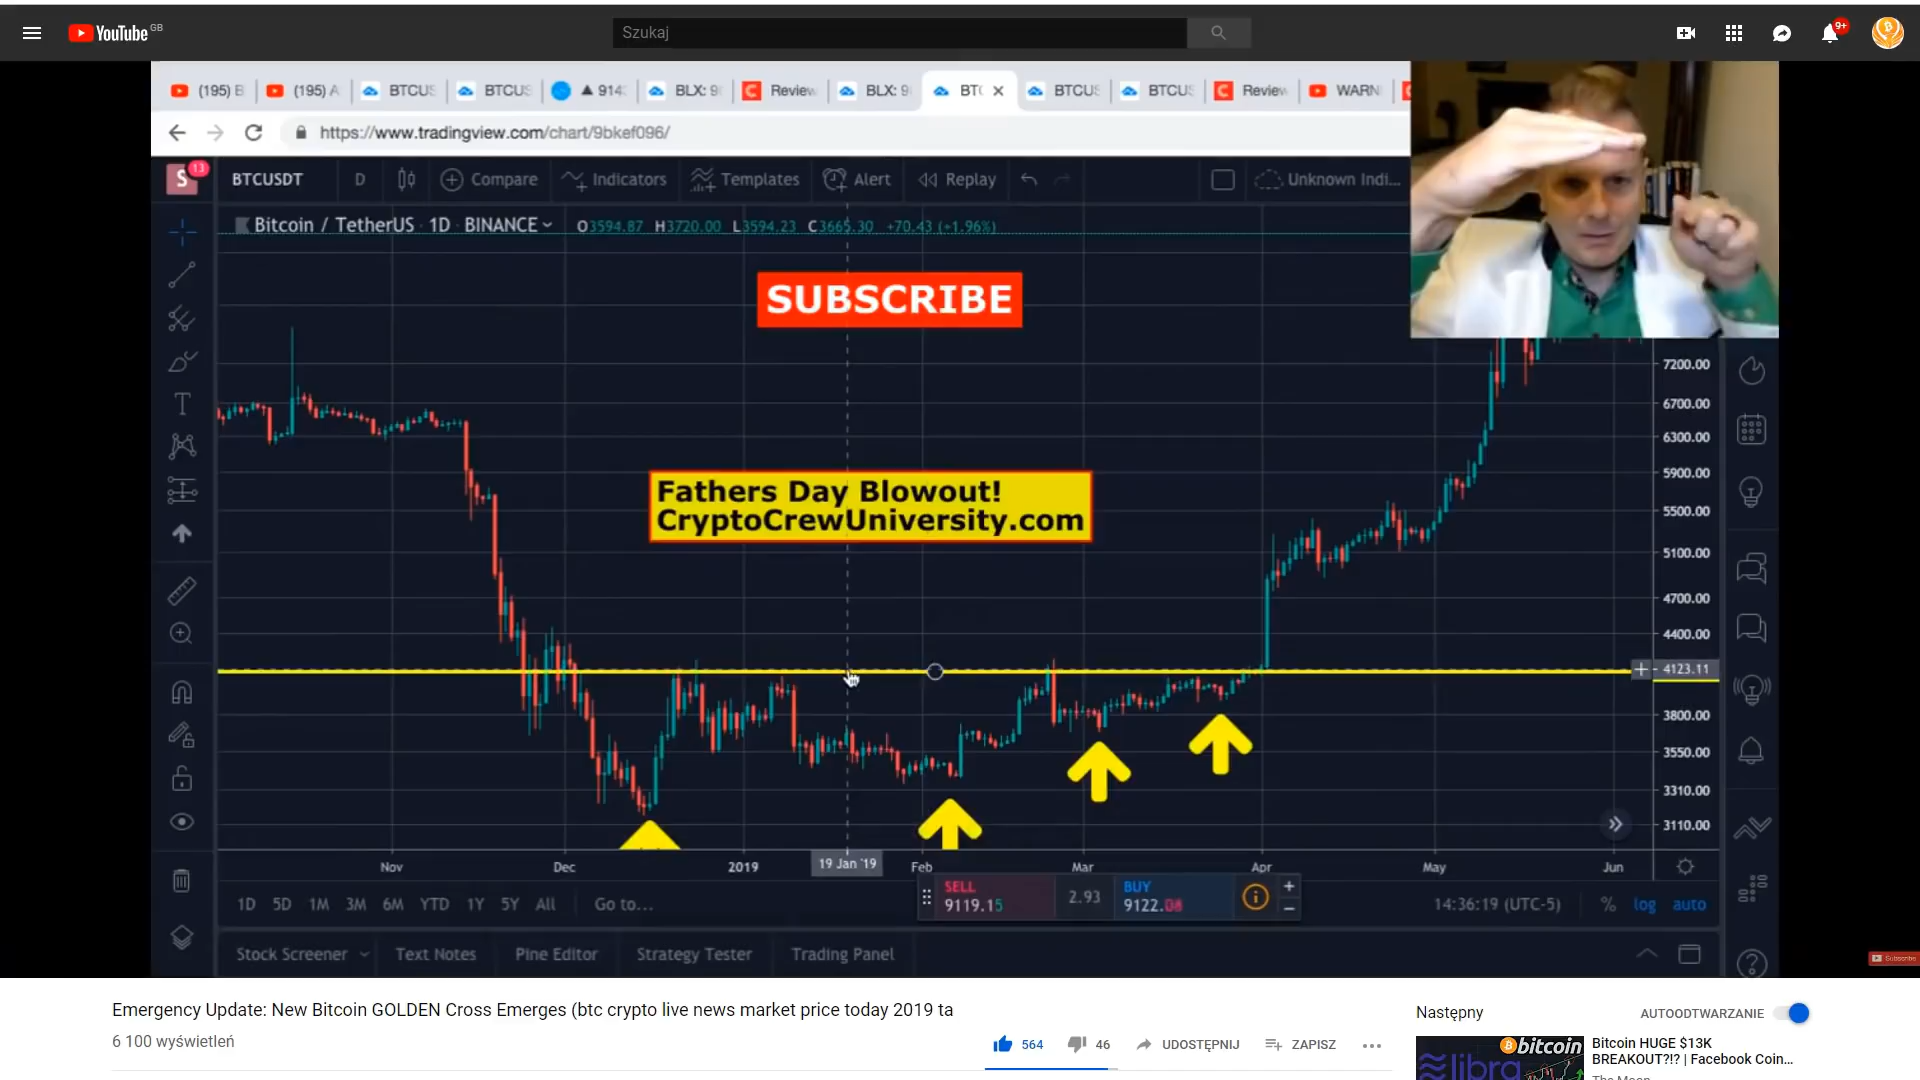 YouTube GB
Szukaj
9+
(195) B
(195) A
BTCUS
BTCUS
▲ 914
BLX: 9
Review
BLX: 9
BTC
BTCUS
BTCUS
Review
WARN
https://www.tradingview.com/chart/9bkef096/
S
13
BTCUSDT
D
Compare
Indicators
Templates
Alert
Replay
Unknown Indi...
Bitcoin / TetherUS 1D BINANCE
O3594.87 H3720.00 L3594.23 C3665.30 +70.43 (+1.96%)
SUBSCRIBE
Fathers Day Blowout!
CryptoCrewUniversity.com
7200.00
6700.00
6300.00
5900.00
5500.00
5100.00
4700.00
4400.00
4123.11
3800.00
3550.00
3310.00
3110.00
Nov
Dec
2019
19 Jan '19
Feb
Mar
Apr
May
Jun
1D 5D 1M 3M 6M YTD 1Y 5Y All
Go to...
SELL
9119.15
2.93
BUY
9122.08
14:36:19 (UTC-5)
%
log
auto
Stock Screener
Text Notes
Pine Editor
Strategy Tester
Trading Panel
Subscribe
Emergency Update: New Bitcoin GOLDEN Cross Emerges (btc crypto live news market price today 2019 ta
6 100 wyświetleń
564
46
UDOSTĘPNIJ
ZAPISZ
Następny
AUTOODTWARZANIE
bitcoin
libra
Bitcoin HUGE $13K
BREAKOUT?!? | Facebook Coin...
The Moon